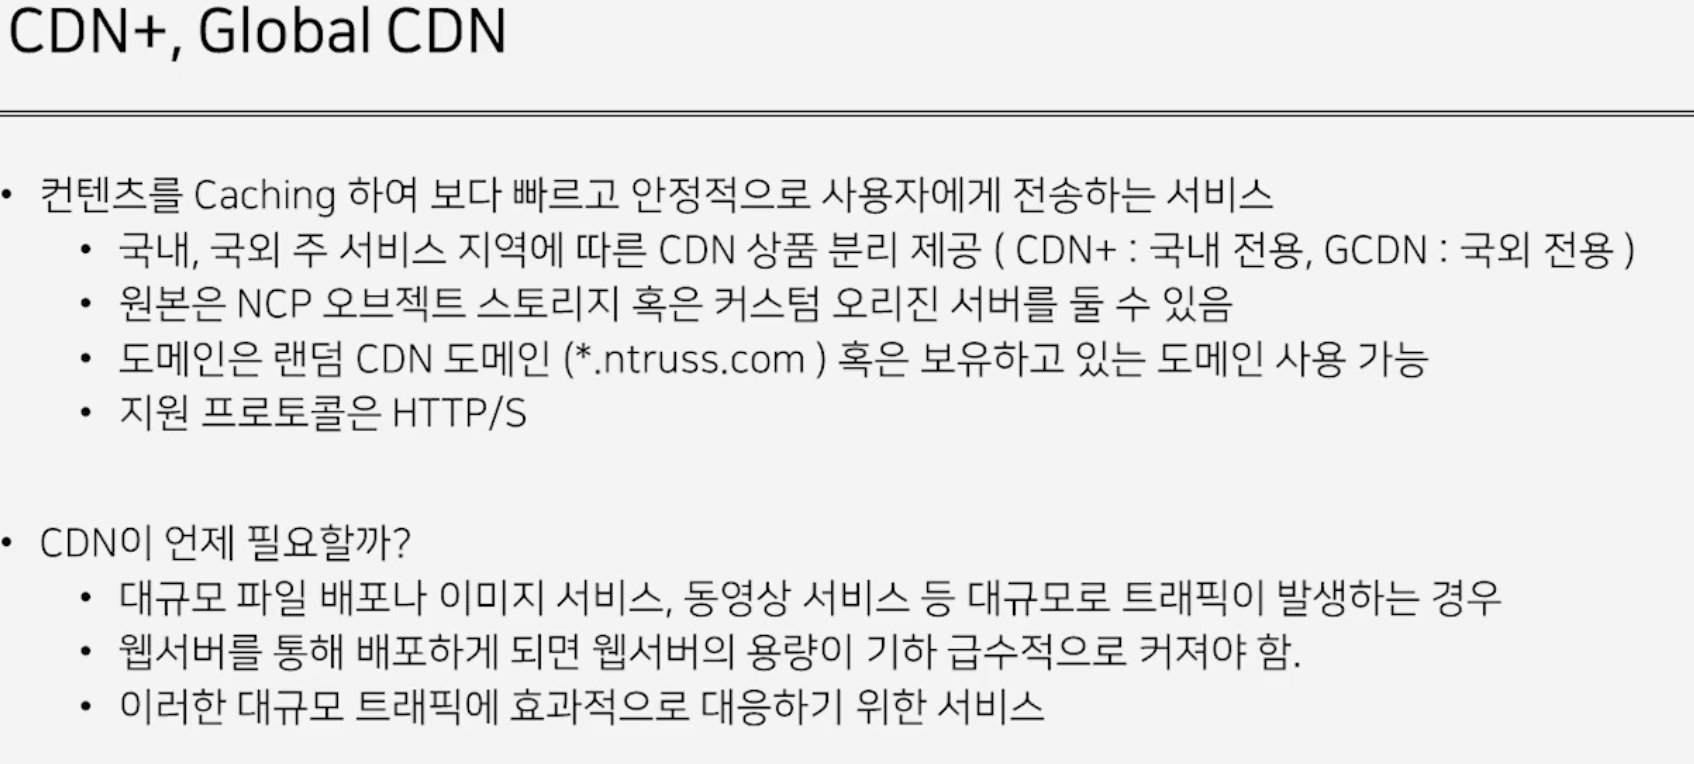 CDN+, Global CDN
• 컨텐츠를 Caching 하여 보다 빠르고 안정적으로 사용자에게 전송하는 서비스
• 국내, 국외 주 서비스 지역에 따른 CDN 상품 분리 제공 ( CDN+ : 국내 전용, GCDN : 국외 전용 )
• 원본은 NCP 오브젝트 스토리지 혹은 커스텀 오리진 서버를 둘 수 있음
• 도메인은 랜덤 CDN 도메인 (*.ntruss.com ) 혹은 보유하고 있는 도메인 사용 가능
• 지원 프로토콜은 HTTP/S
• CDN이 언제 필요할까?
• 대규모 파일 배포나 이미지 서비스, 동영상 서비스 등 대규모로 트래픽이 발생하는 경우
• 웹서버를 통해 배포하게 되면 웹서버의 용량이 기하 급수적으로 커져야 함.
• 이러한 대규모 트래픽에 효과적으로 대응하기 위한 서비스